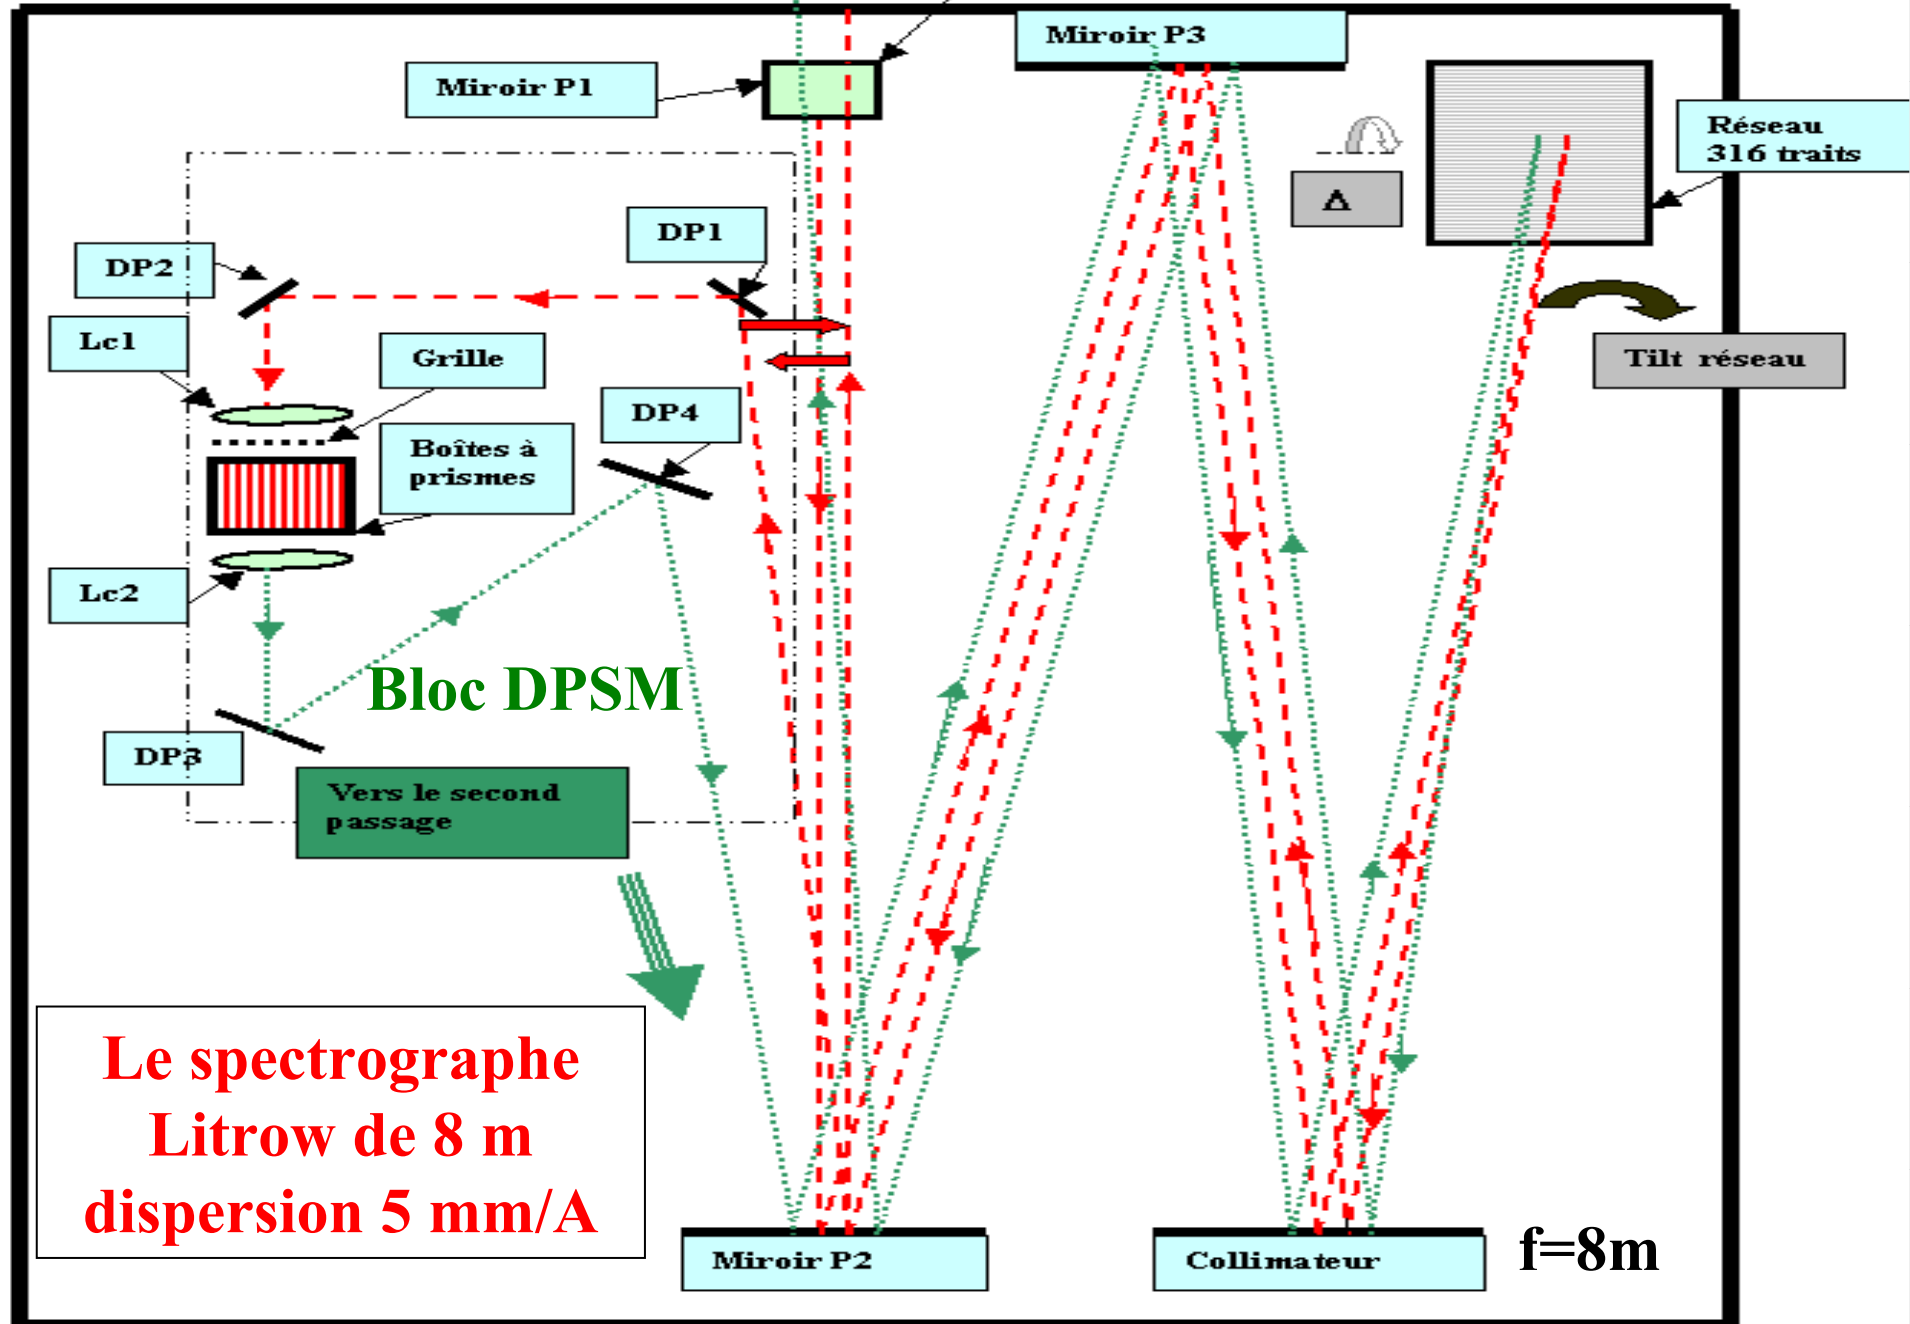 Miroir P3
Miroir P1
Réseau
316 traits
Δ
DP1
DP2
Lc1
Grille
Tilt réseau
DP4
Boîtes à
prismes
Lc2
Bloc DPSM
DP3
Vers le second
passage
Le spectrographe
Litrow de 8 m
dispersion 5 mm/A
Miroir P2
Collimateur
f=8m